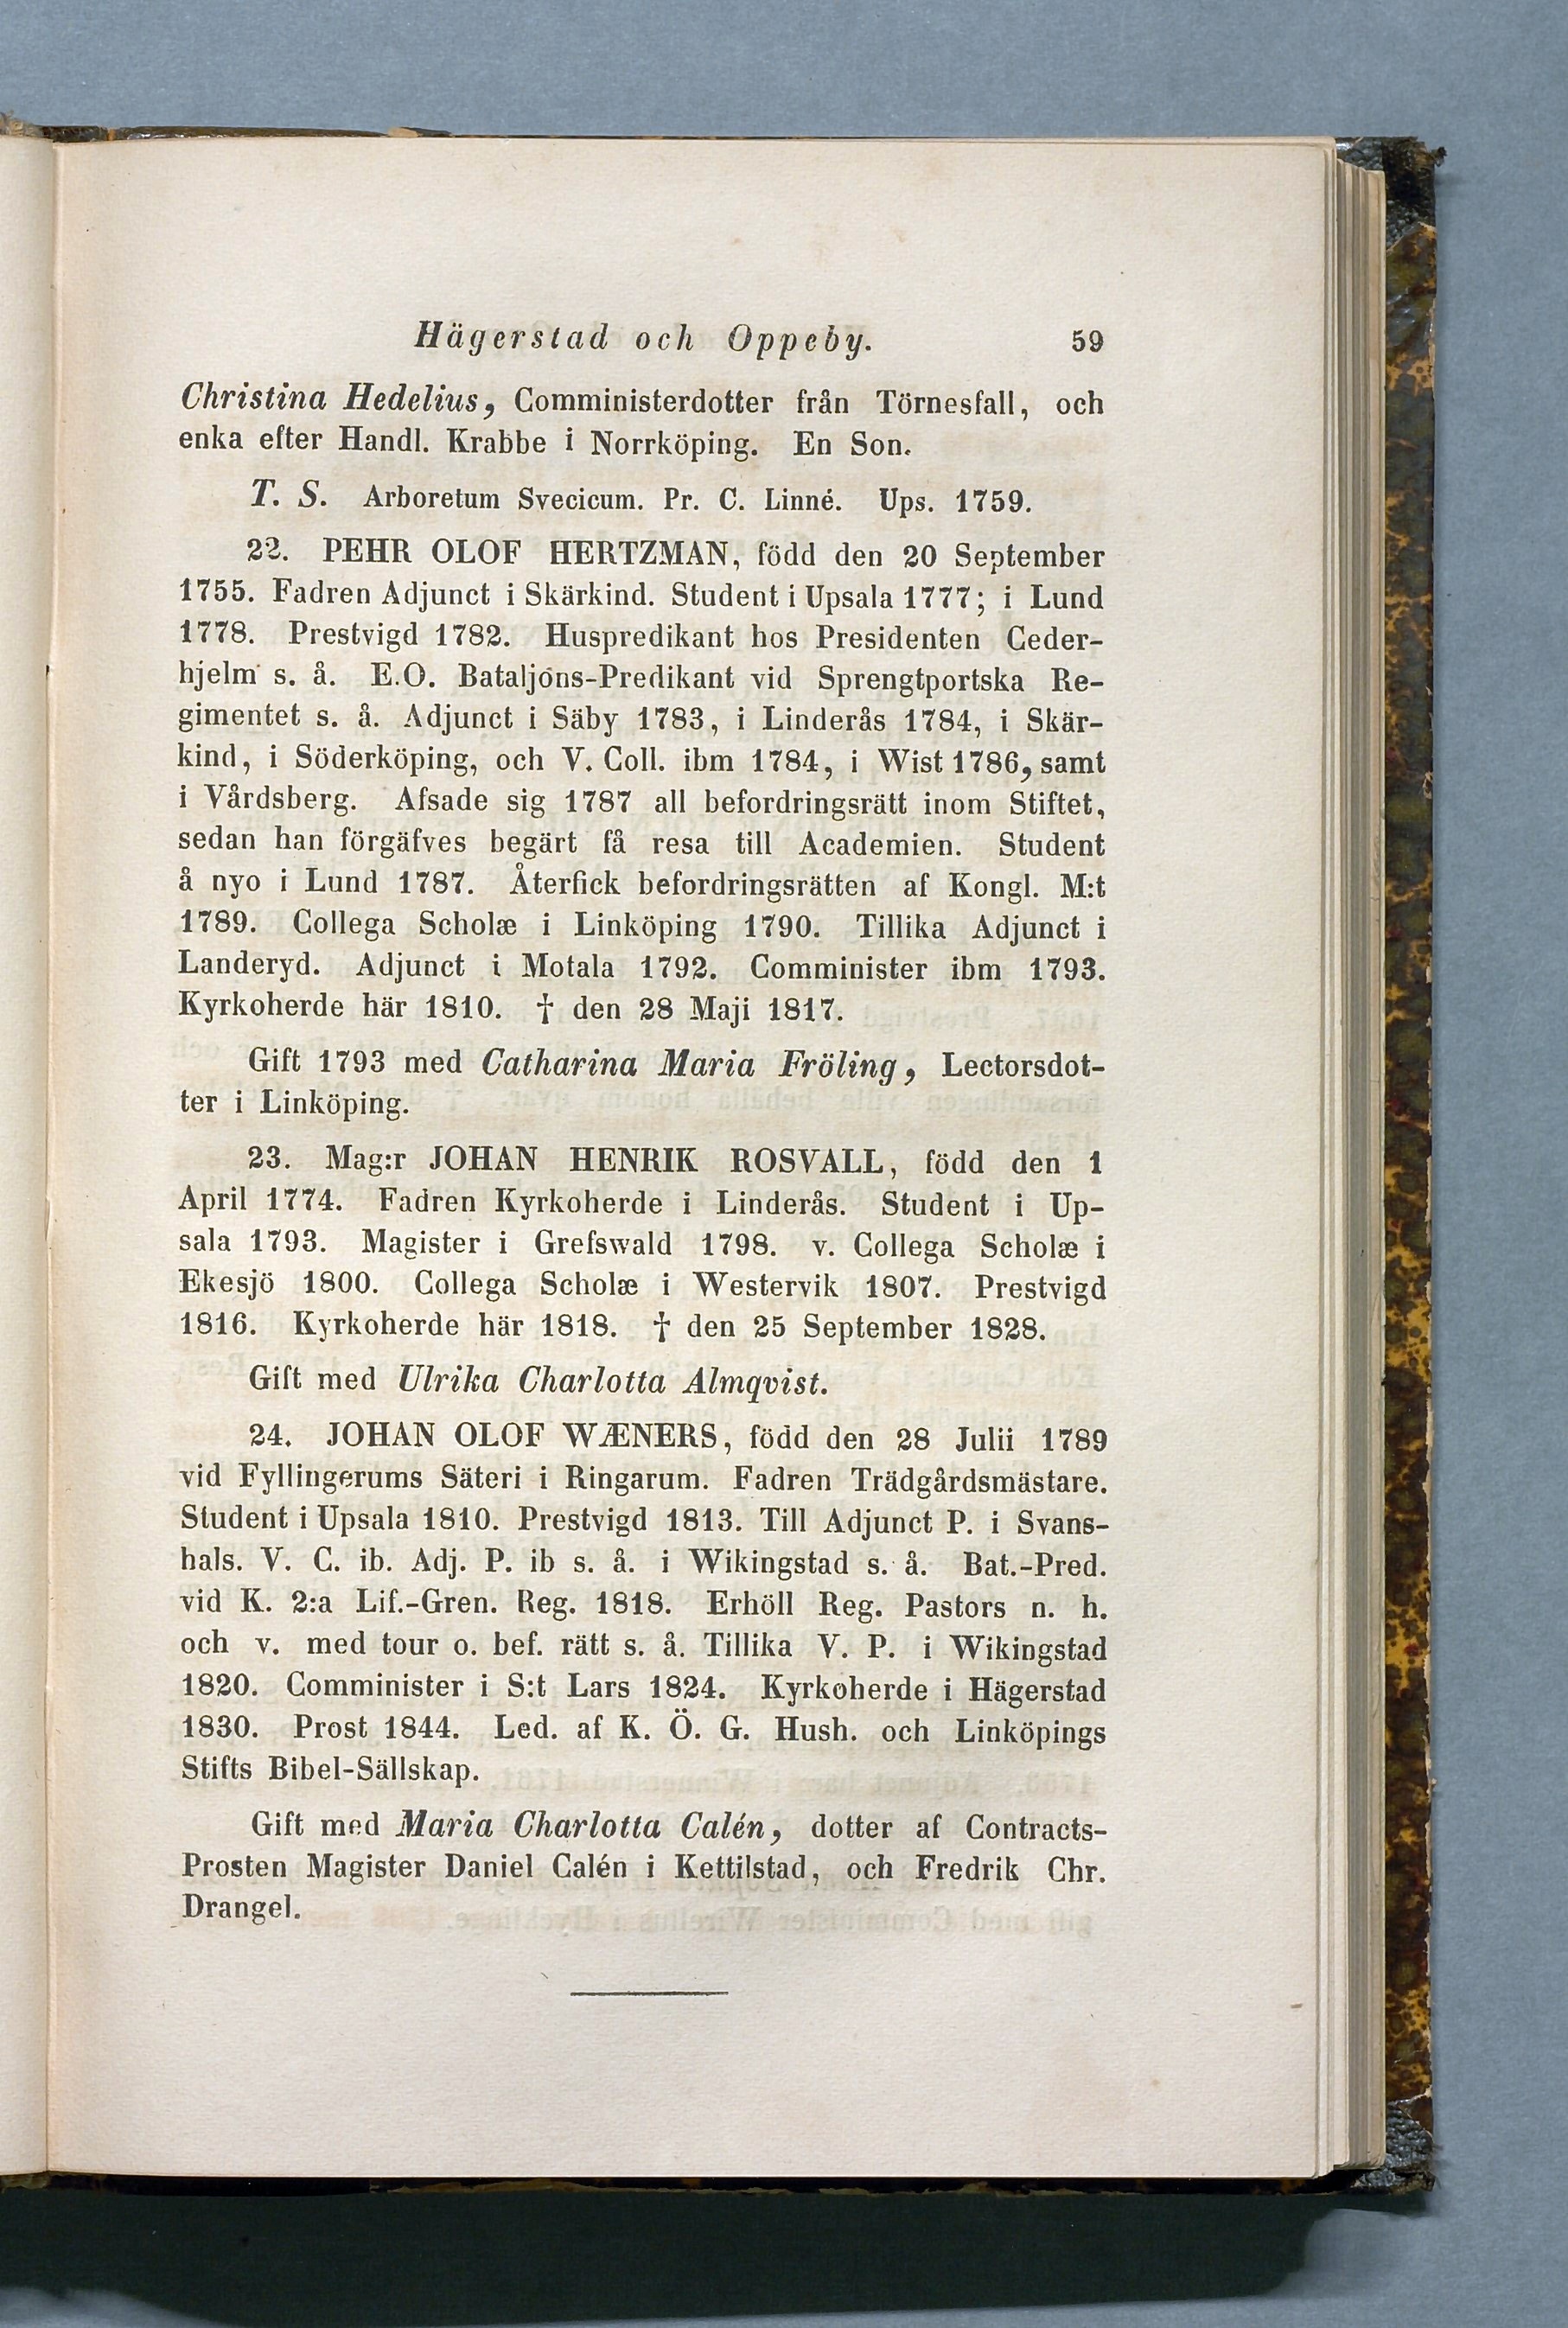 Hägerstad och Oppeby. 59
Christina Hedelius, Comministerdotter från Törnesfall, och
enka efter Handl. Krabbe i Norrköping. En Son.
T. S. Arboretum Svecicum. Pr. C. Linné. Ups. 1759.
22. PEHR OLOF HERTZMAN, född den 20 September
1755. Fadren Adjunct i Skärkind. Student i Upsala 1777; i Lund
1778. Prestvigd 1782. Huspredikant hos Presidenten Ceder-
hjelm s. å. E.O. Bataljons-Predikant vid Sprengtportska Re-
gimentet s. å. Adjunct i Säby 1783, i Linderås 1784, i Skär-
kind, i Söderköping, och V. Coll. ibm 1784, i Wist 1786, samt
i Vårdsberg. Afsade sig 1787 all befordringsrätt inom Stiftet,
sedan han förgäfves begärt få resa till Academien. Student
å nyo i Lund 1787. Återfick befordringsrätten af Kongl. M:t
1789. Collega Scholæ i Linköping 1790. Tillika Adjunct i
Landeryd. Adjunct i Motala 1792. Comminister ibm 1793.
Kyrkoherde här 1810. † den 28 Maji 1817.
Gift 1793 med Catharina Maria Fröling, Lectorsdot-
ter i Linköping.
23. Mag:r JOHAN HENRIK ROSVALL, född den 1
April 1774. Fadren Kyrkoherde i Linderås. Student i Up-
sala 1793. Magister i Grefswald 1798. v. Collega Scholæ i
Ekesjö 1800. Collega Scholæ i Westervik 1807. Prestvigd
1816. Kyrkoherde här 1818. † den 25 September 1828.
Gift med Ulrika Charlotta Almqvist.
24. JOHAN OLOF WÆNERS, född den 28 Julii 1789
vid Fyllingerums Säteri i Ringarum. Fadren Trädgårdsmästare.
Student i Upsala 1810. Prestvigd 1813. Till Adjunct P. i Svans-
hals. V. C. ib. Adj. P. ib s. å. i Wikingstad s. å. Bat.-Pred.
vid K. 2:a Lif.-Gren. Reg. 1818. Erhöll Reg. Pastors n. h.
och v. med tour o. bef. rätt s. å. Tillika V. P. i Wikingstad
1820. Comminister i S:t Lars 1824. Kyrkoherde i Hägerstad
1830. Prost 1844. Led. af K. Ö. G. Hush. och Linköpings
Stifts Bibel-Sällskap.
Gift med Maria Charlotta Calén, dotter af Contracts-
Prosten Magister Daniel Calén i Kettilstad, och Fredrik Chr.
Drangel.